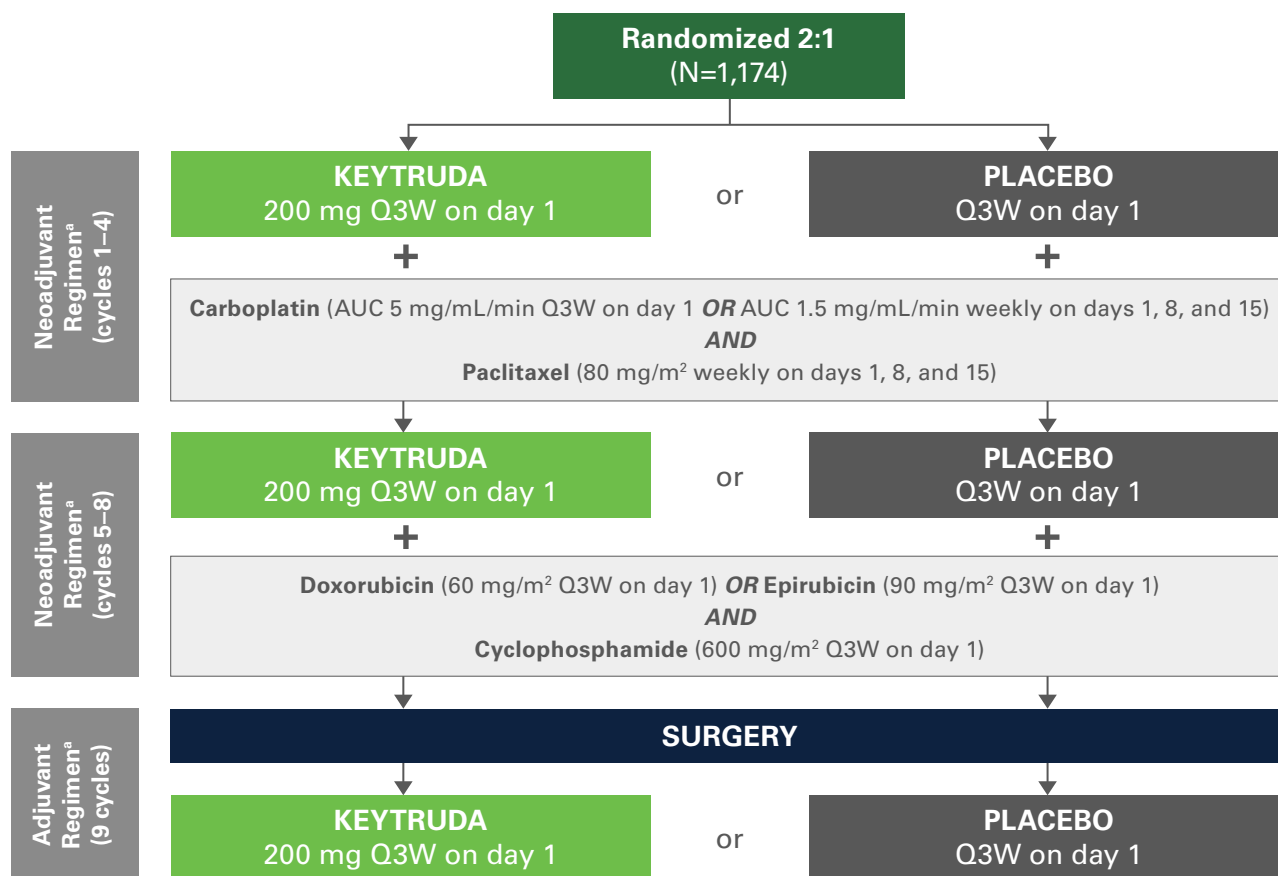 Randomized 2:1
(N=1,174)
Neoadjuvant
Regimenᵃ
(cycles 1–4)
KEYTRUDA
200 mg Q3W on day 1
or
PLACEBO
Q3W on day 1
+
+
Carboplatin (AUC 5 mg/mL/min Q3W on day 1 OR AUC 1.5 mg/mL/min weekly on days 1, 8, and 15)
AND
Paclitaxel (80 mg/m² weekly on days 1, 8, and 15)
Neoadjuvant
Regimenᵃ
(cycles 5–8)
KEYTRUDA
200 mg Q3W on day 1
or
PLACEBO
Q3W on day 1
+
+
Doxorubicin (60 mg/m² Q3W on day 1) OR Epirubicin (90 mg/m² Q3W on day 1)
AND
Cyclophosphamide (600 mg/m² Q3W on day 1)
Adjuvant
Regimenᵃ
(9 cycles)
SURGERY
KEYTRUDA
200 mg Q3W on day 1
or
PLACEBO
Q3W on day 1